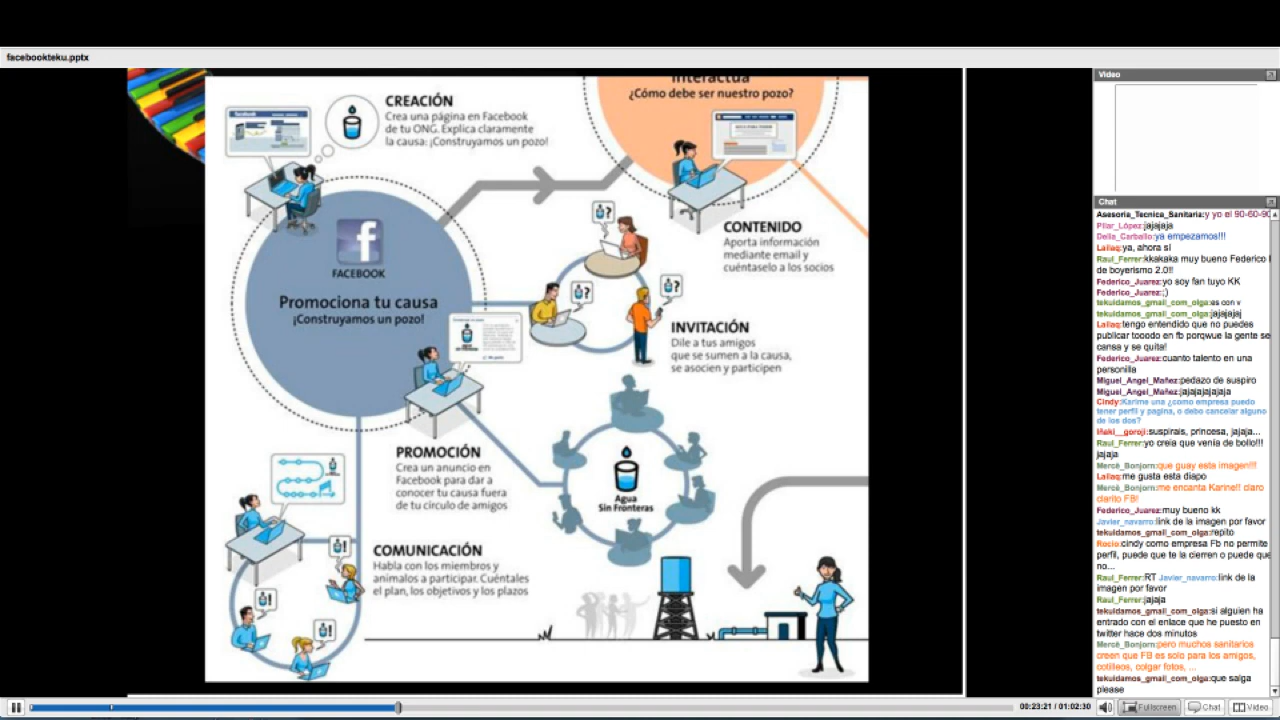 facebookteku.pptx
CREACIÓN
Crea una página en Facebook
de tu ONG. Explica claramente
la causa: ¡Construyamos un pozo!
facebook
Interactúa
¿Cómo debe ser nuestro pozo?
FACEBOOK
Promociona tu causa
¡Construyamos un pozo!
CONTENIDO
Aporta información
mediante email y
cuéntaselo a los socios
?
?
?
INVITACIÓN
Dile a tus amigos
que se sumen a la causa,
se asocien y participen
PROMOCIÓN
Crea un anuncio en
Facebook para dar a
conocer tu causa fuera
de tu círculo de amigos
Agua
Sin Fronteras
COMUNICACIÓN
Habla con los miembros y
anímalos a participar. Cuéntales
el plan, los objetivos y los plazos
!
!
!
Video
Chat
Asesoria_Tecnica_Sanitaria:y yo el 90-60-90
Pilar_López:jajajaja
Delia_Carballo:ya empezamos!!!
Lallaq:ya, ahora sí
Raul_Ferrer:kkakaka muy bueno Federico
de boyerismo 2.0!!
Federico_Juarez:yo soy fan tuyo KK
Federico_Juarez:;)
tekuidamos_gmail_com_olga:es con v
tekuidamos_gmail_com_olga:jajajajaj
Lallaq:tengo entendido que no puedes
publicar tooodo en fb porqwue la gente se
cansa y se quita!
Federico_Juarez:cuanto talento en una
personilla
Miguel_Angel_Mañez:pedazo de suspiro
Miguel_Angel_Mañez:jajajajajajaja
Cindy:Karime una ¿como empresa puedo
tener perfil y pagina, o debo cancelar alguno
de los dos?
Iñaki__goroji:suspirais, princesa, jajaja...
Raul_Ferrer:yo creia que venía de bollo!!!
jajaja
Mercè_Bonjorn:que guay esta imagen!!!
Lallaq:me gusta esta diapo
Mercè_Bonjorn:me encanta Karine!! claro
clarito FB!
Federico_Juarez:muy bueno kk
Javier_navarro:link de la imagen por favor
tekuidamos_gmail_com_olga:repito
Rocio:cindy como empresa Fb no permite
perfil, puede que te la cierren o puede que
no...
Raul_Ferrer:RT Javier_navarro:link de la
imagen por favor
Raul_Ferrer:jajaja
tekuidamos_gmail_com_olga:si alguien ha
entrado con el enlace que he puesto en
twitter hace dos minutos
Mercè_Bonjorn:pero muchos sanitarios
creen que FB es solo para los amigos,
cotilleos, colgar fotos, ...
tekuidamos_gmail_com_olga:que salga
please
00:23:21 / 01:02:30
Fullscreen
Chat
Video